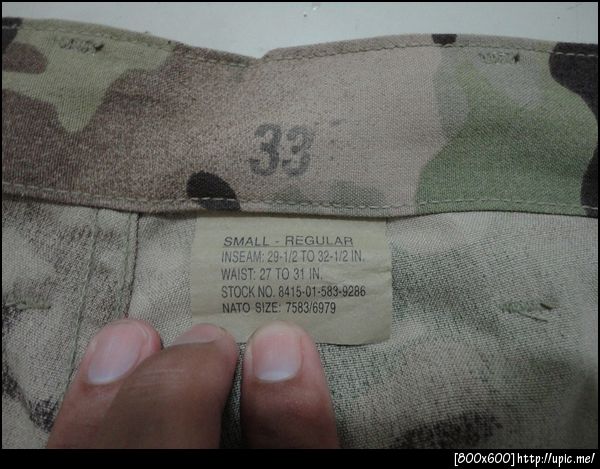 33
SMALL - REGULAR
INSEAM: 29-1/2 TO 32-1/2 IN.
WAIST: 27 TO 31 IN.
STOCK NO. 8415-01-583-9286
NATO SIZE: 7583/6979
[800x600]http://upic.me/